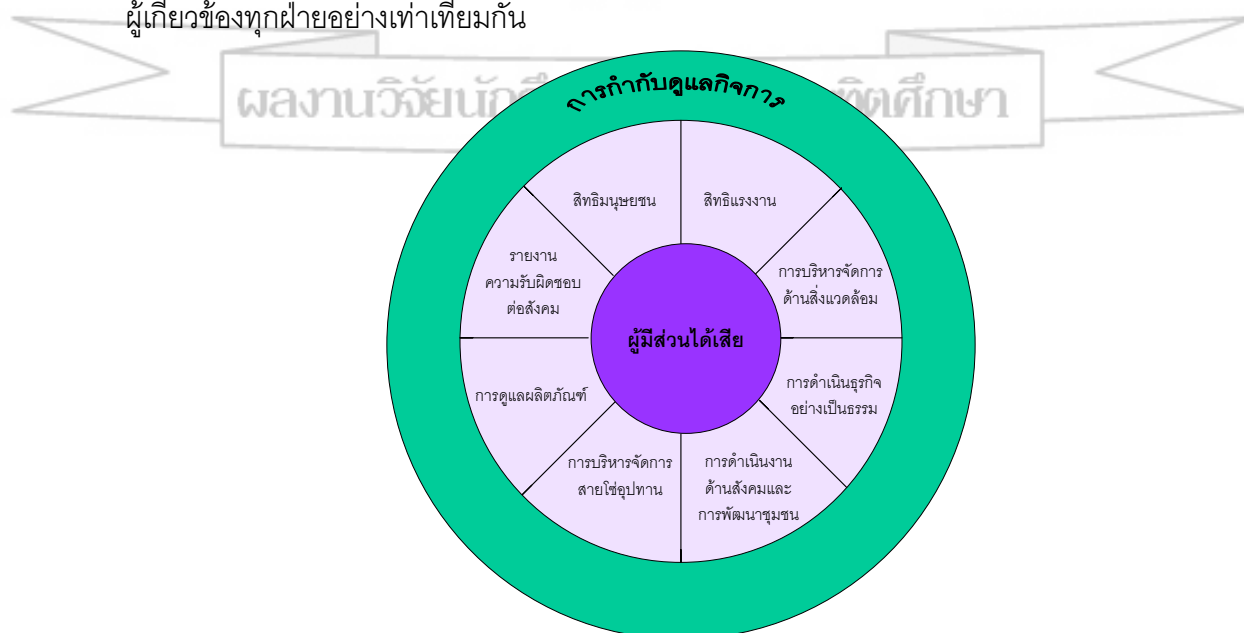 ผู้เกี่ยวข้องทุกฝ่ายอย่างเท่าเทียมกัน
ผลงานวิจัยนัก
การกำกับดูแลกิจการ
สิทธิมนุษยชน
สิทธิแรงงาน
รายงาน
ความรับผิดชอบ
ต่อสังคม
การบริหารจัดการ
ด้านสิ่งแวดล้อม
ผู้มีส่วนได้เสีย
การดูแลผลิตภัณฑ์
การดำเนินธุรกิจ
อย่างเป็นธรรม
การบริหารจัดการ
สายโซ่อุปทาน
การดำเนินงาน
ด้านสังคมและ
การพัฒนาชุมชน